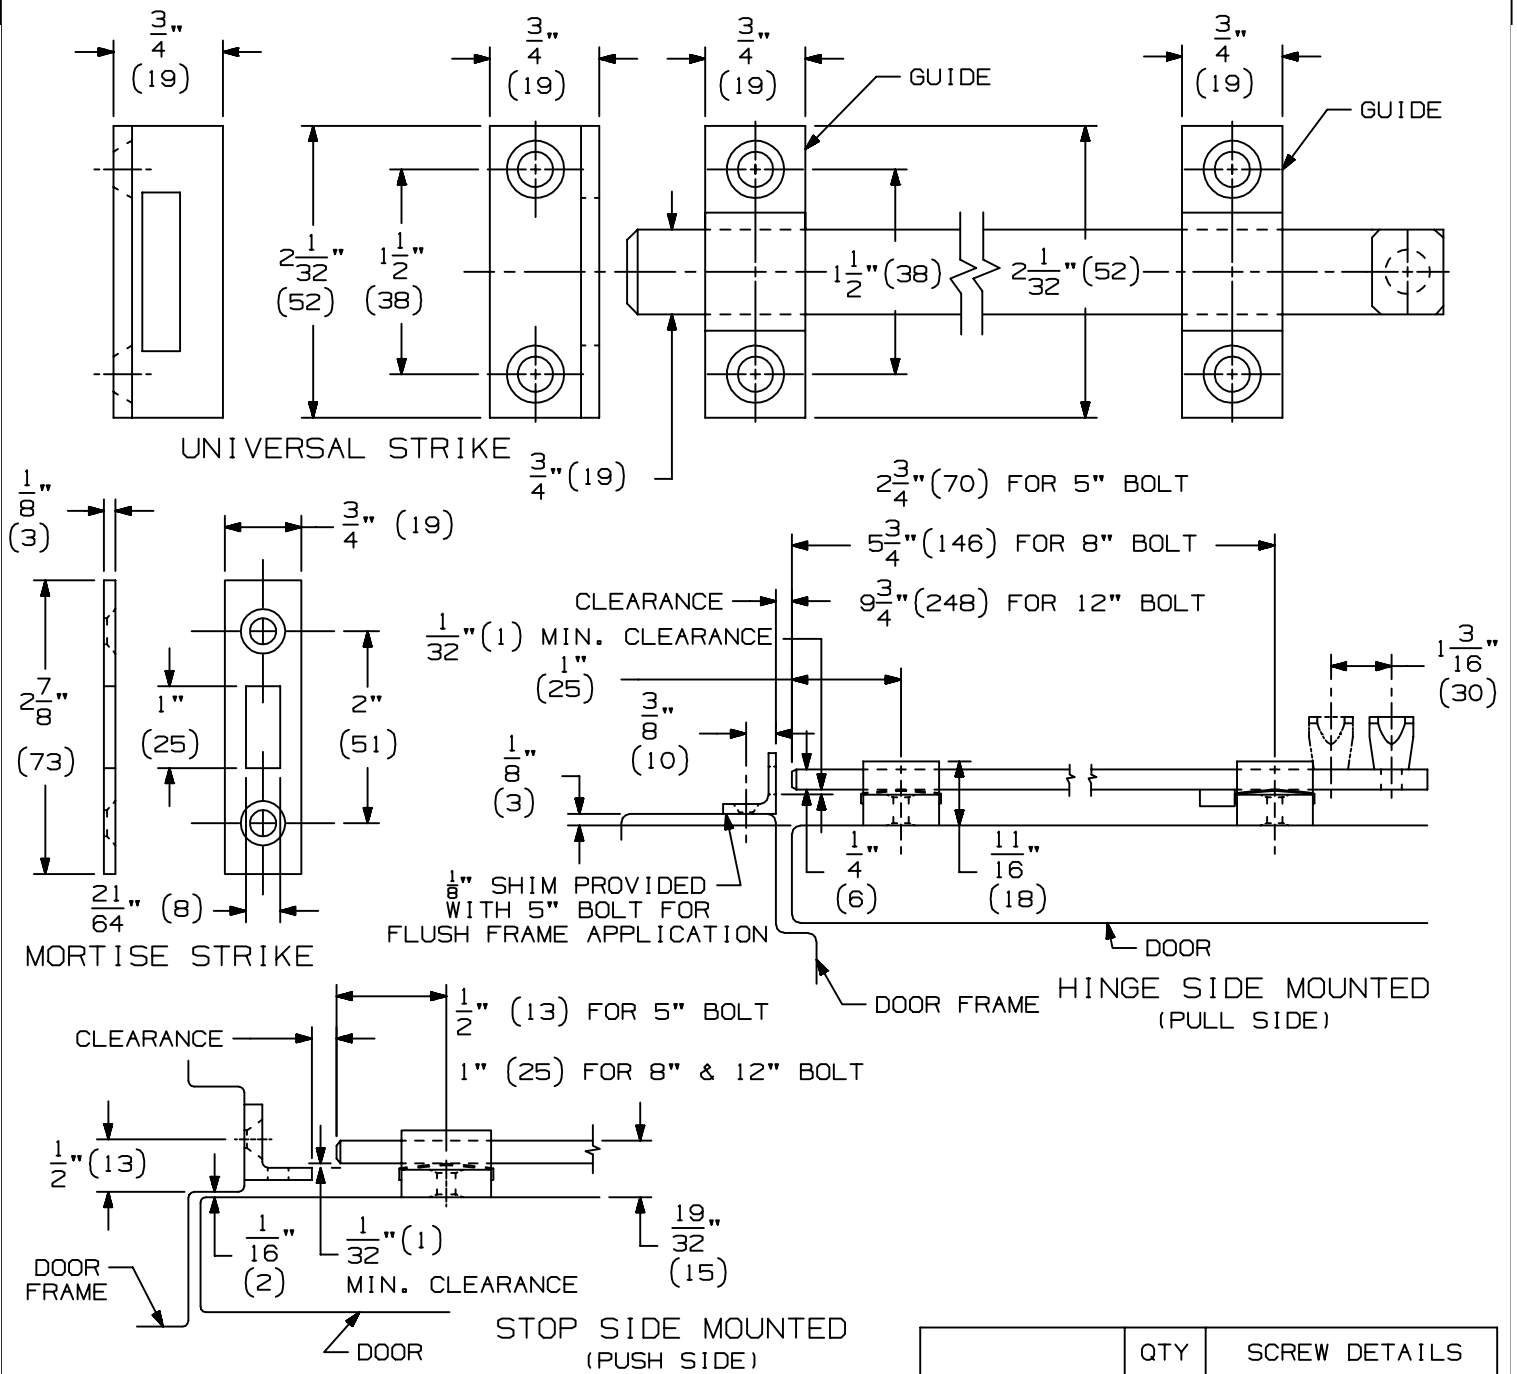 3/4" (19)
3/4" (19)
3/4" (19)
3/4" (19)
GUIDE
GUIDE
2 1/32" (52)
1 1/2" (38)
1 1/2" (38)
2 1/32" (52)
UNIVERSAL STRIKE
3/4" (19)
1/8" (3)
3/4" (19)
2 7/8" (73)
1" (25)
2" (51)
21/64" (8)
MORTISE STRIKE
2 3/4" (70) FOR 5" BOLT
5 3/4" (146) FOR 8" BOLT
9 3/4" (248) FOR 12" BOLT
CLEARANCE
1/32" (1) MIN. CLEARANCE
1" (25)
3/8" (10)
1/8" (3)
1 3/16" (30)
1/4" (6)
11/16" (18)
1/8" SHIM PROVIDED
WITH 5" BOLT FOR
FLUSH FRAME APPLICATION
DOOR
DOOR FRAME
HINGE SIDE MOUNTED
(PULL SIDE)
1/2" (13) FOR 5" BOLT
1" (25) FOR 8" & 12" BOLT
CLEARANCE
1/2" (13)
1/16" (2)
1/32" (1)
MIN. CLEARANCE
19/32" (15)
DOOR
FRAME
DOOR
STOP SIDE MOUNTED
(PUSH SIDE)
QTY SCREW DETAILS